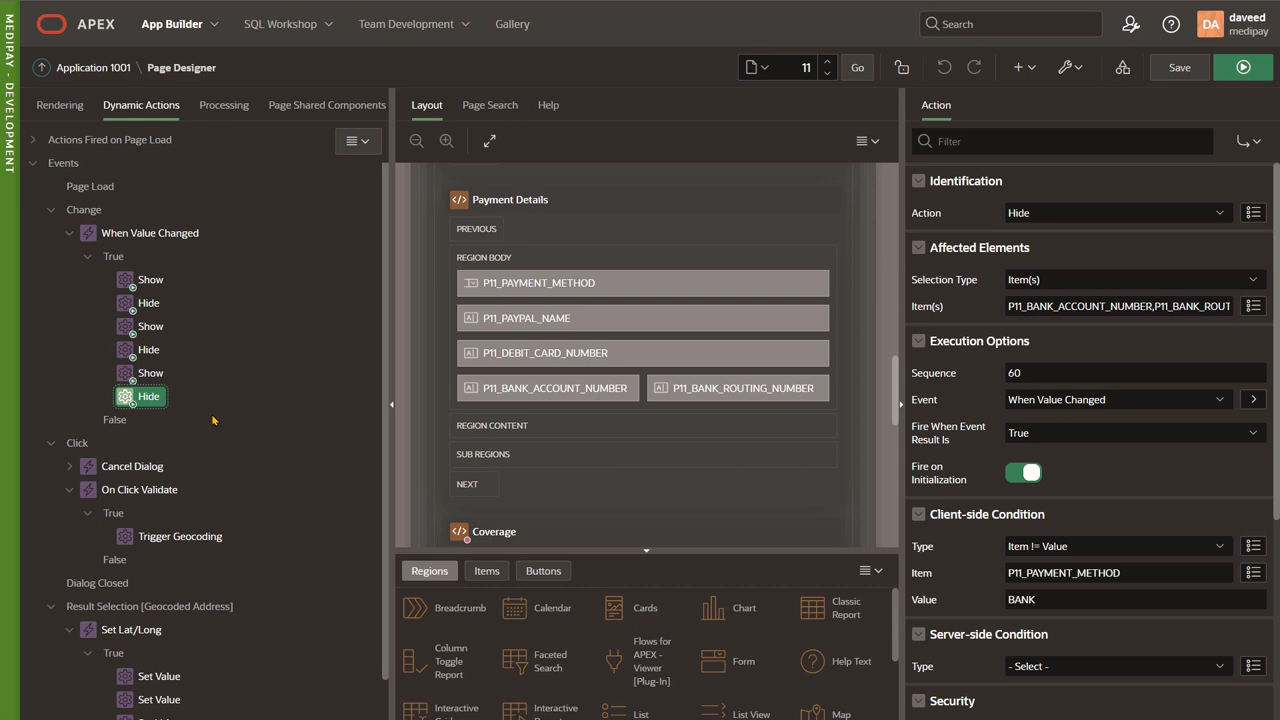 MEDIPAY - DEVELOPMENT
APEX
App Builder
SQL Workshop
Team Development
Gallery
Search
DA
daveed
medipay
Application 1001 \ Page Designer
11
Go
Save
Rendering
Dynamic Actions
Processing
Page Shared Components
Actions Fired on Page Load
Events
Page Load
Change
When Value Changed
True
Show
Hide
Show
Hide
Show
Hide
False
Click
Cancel Dialog
On Click Validate
True
Trigger Geocoding
False
Dialog Closed
Result Selection [Geocoded Address]
Set Lat/Long
True
Set Value
Set Value
Layout
Page Search
Help
Payment Details
PREVIOUS
REGION BODY
P11_PAYMENT_METHOD
P11_PAYPAL_NAME
P11_DEBIT_CARD_NUMBER
P11_BANK_ACCOUNT_NUMBER
P11_BANK_ROUTING_NUMBER
REGION CONTENT
SUB REGIONS
NEXT
Coverage
Regions
Items
Buttons
Breadcrumb
Calendar
Cards
Chart
Classic
Report
Column
Toggle
Report
Faceted
Search
Flows for
APEX -
Viewer
[Plug-In]
Form
Help Text
Interactive
Interactive
List
List View
Map
Action
Filter
Identification
Action
Hide
Affected Elements
Selection Type
Item(s)
Item(s)
P11_BANK_ACCOUNT_NUMBER,P11_BANK_ROUT
Execution Options
Sequence
60
Event
When Value Changed
Fire When Event
Result Is
True
Fire on
Initialization
Client-side Condition
Type
Item != Value
Item
P11_PAYMENT_METHOD
Value
BANK
Server-side Condition
Type
- Select -
Security